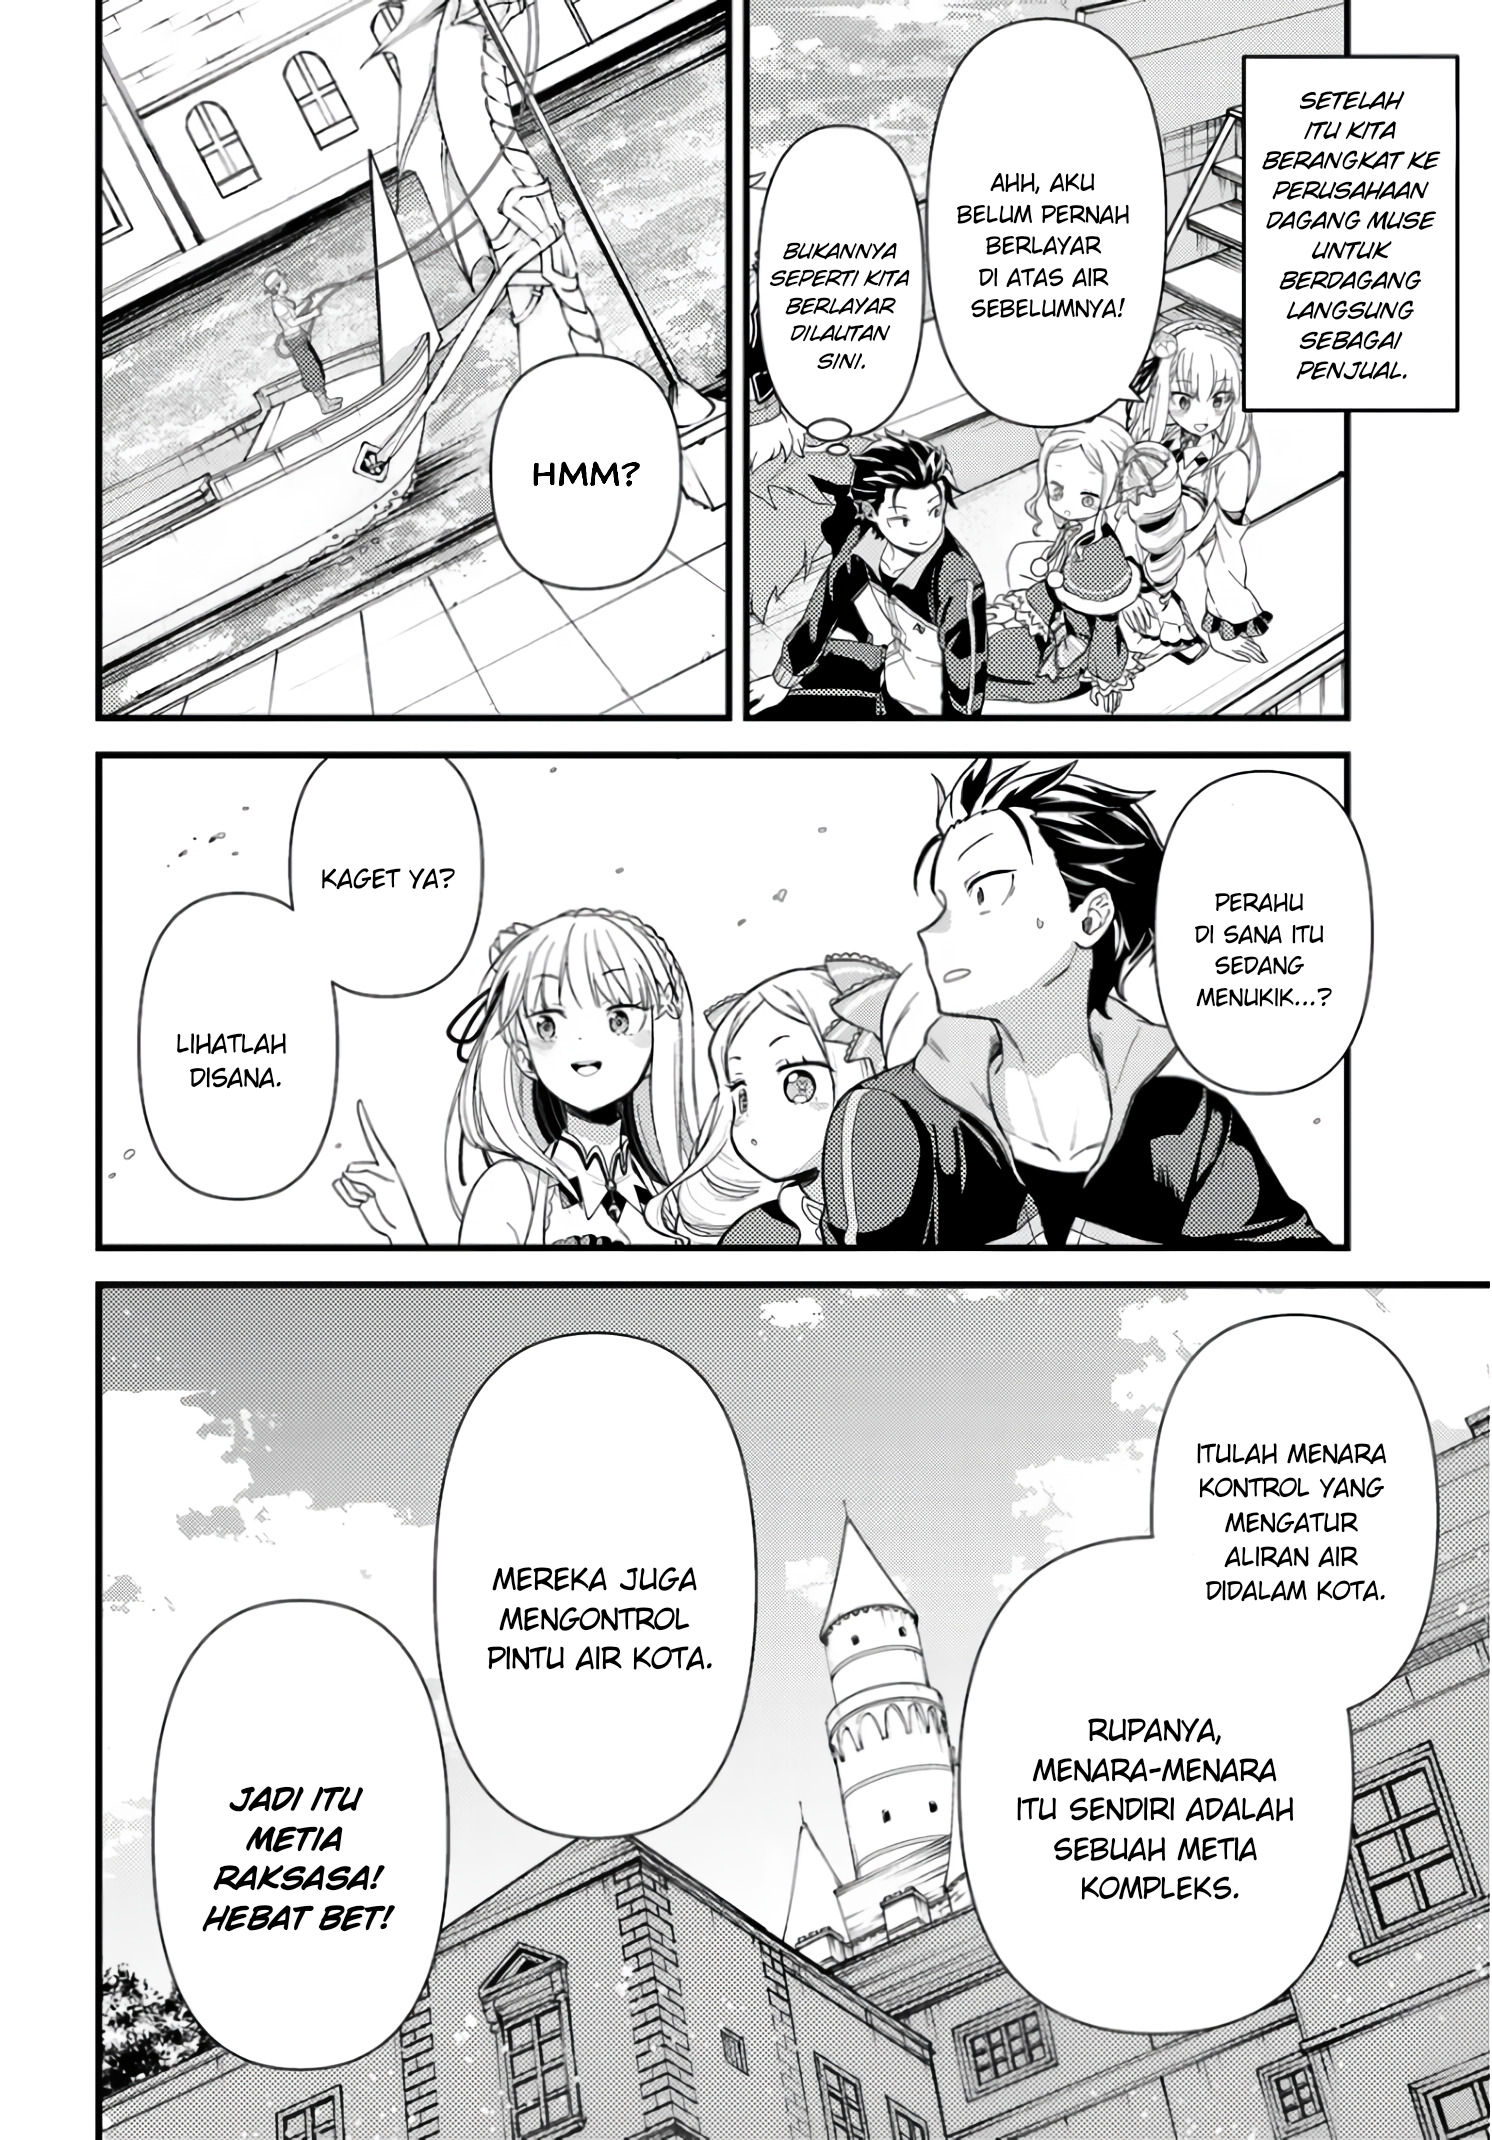 SETELAH
ITU KITA
BERANGKAT KE
PERUSAHAAN
DAGANG MUSE
UNTUK
BERDAGANG
LANGSUNG
SEBAGAI
PENJUAL.
AHH, AKU
BELUM PERNAH
BERLAYAR
DI ATAS AIR
SEBELUMNYA!
BUKANNYA
SEPERTI KITA
BERLAYAR
DILAUTAN
SINI.
HMM?
PERAHU
DI SANA ITU
SEDANG
MENUKIK...?
KAGET YA?
LIHATLAH
DISANA.
ITULAH MENARA
KONTROL YANG
MENGATUR
ALIRAN AIR
DIDALAM KOTA.
RUPANYA,
MENARA-MENARA
ITU SENDIRI ADALAH
SEBUAH METIA
KOMPLEKS.
MEREKA JUGA
MENGONTROL
PINTU AIR KOTA.
JADI ITU
METIA
RAKSASA!
HEBAT BET!